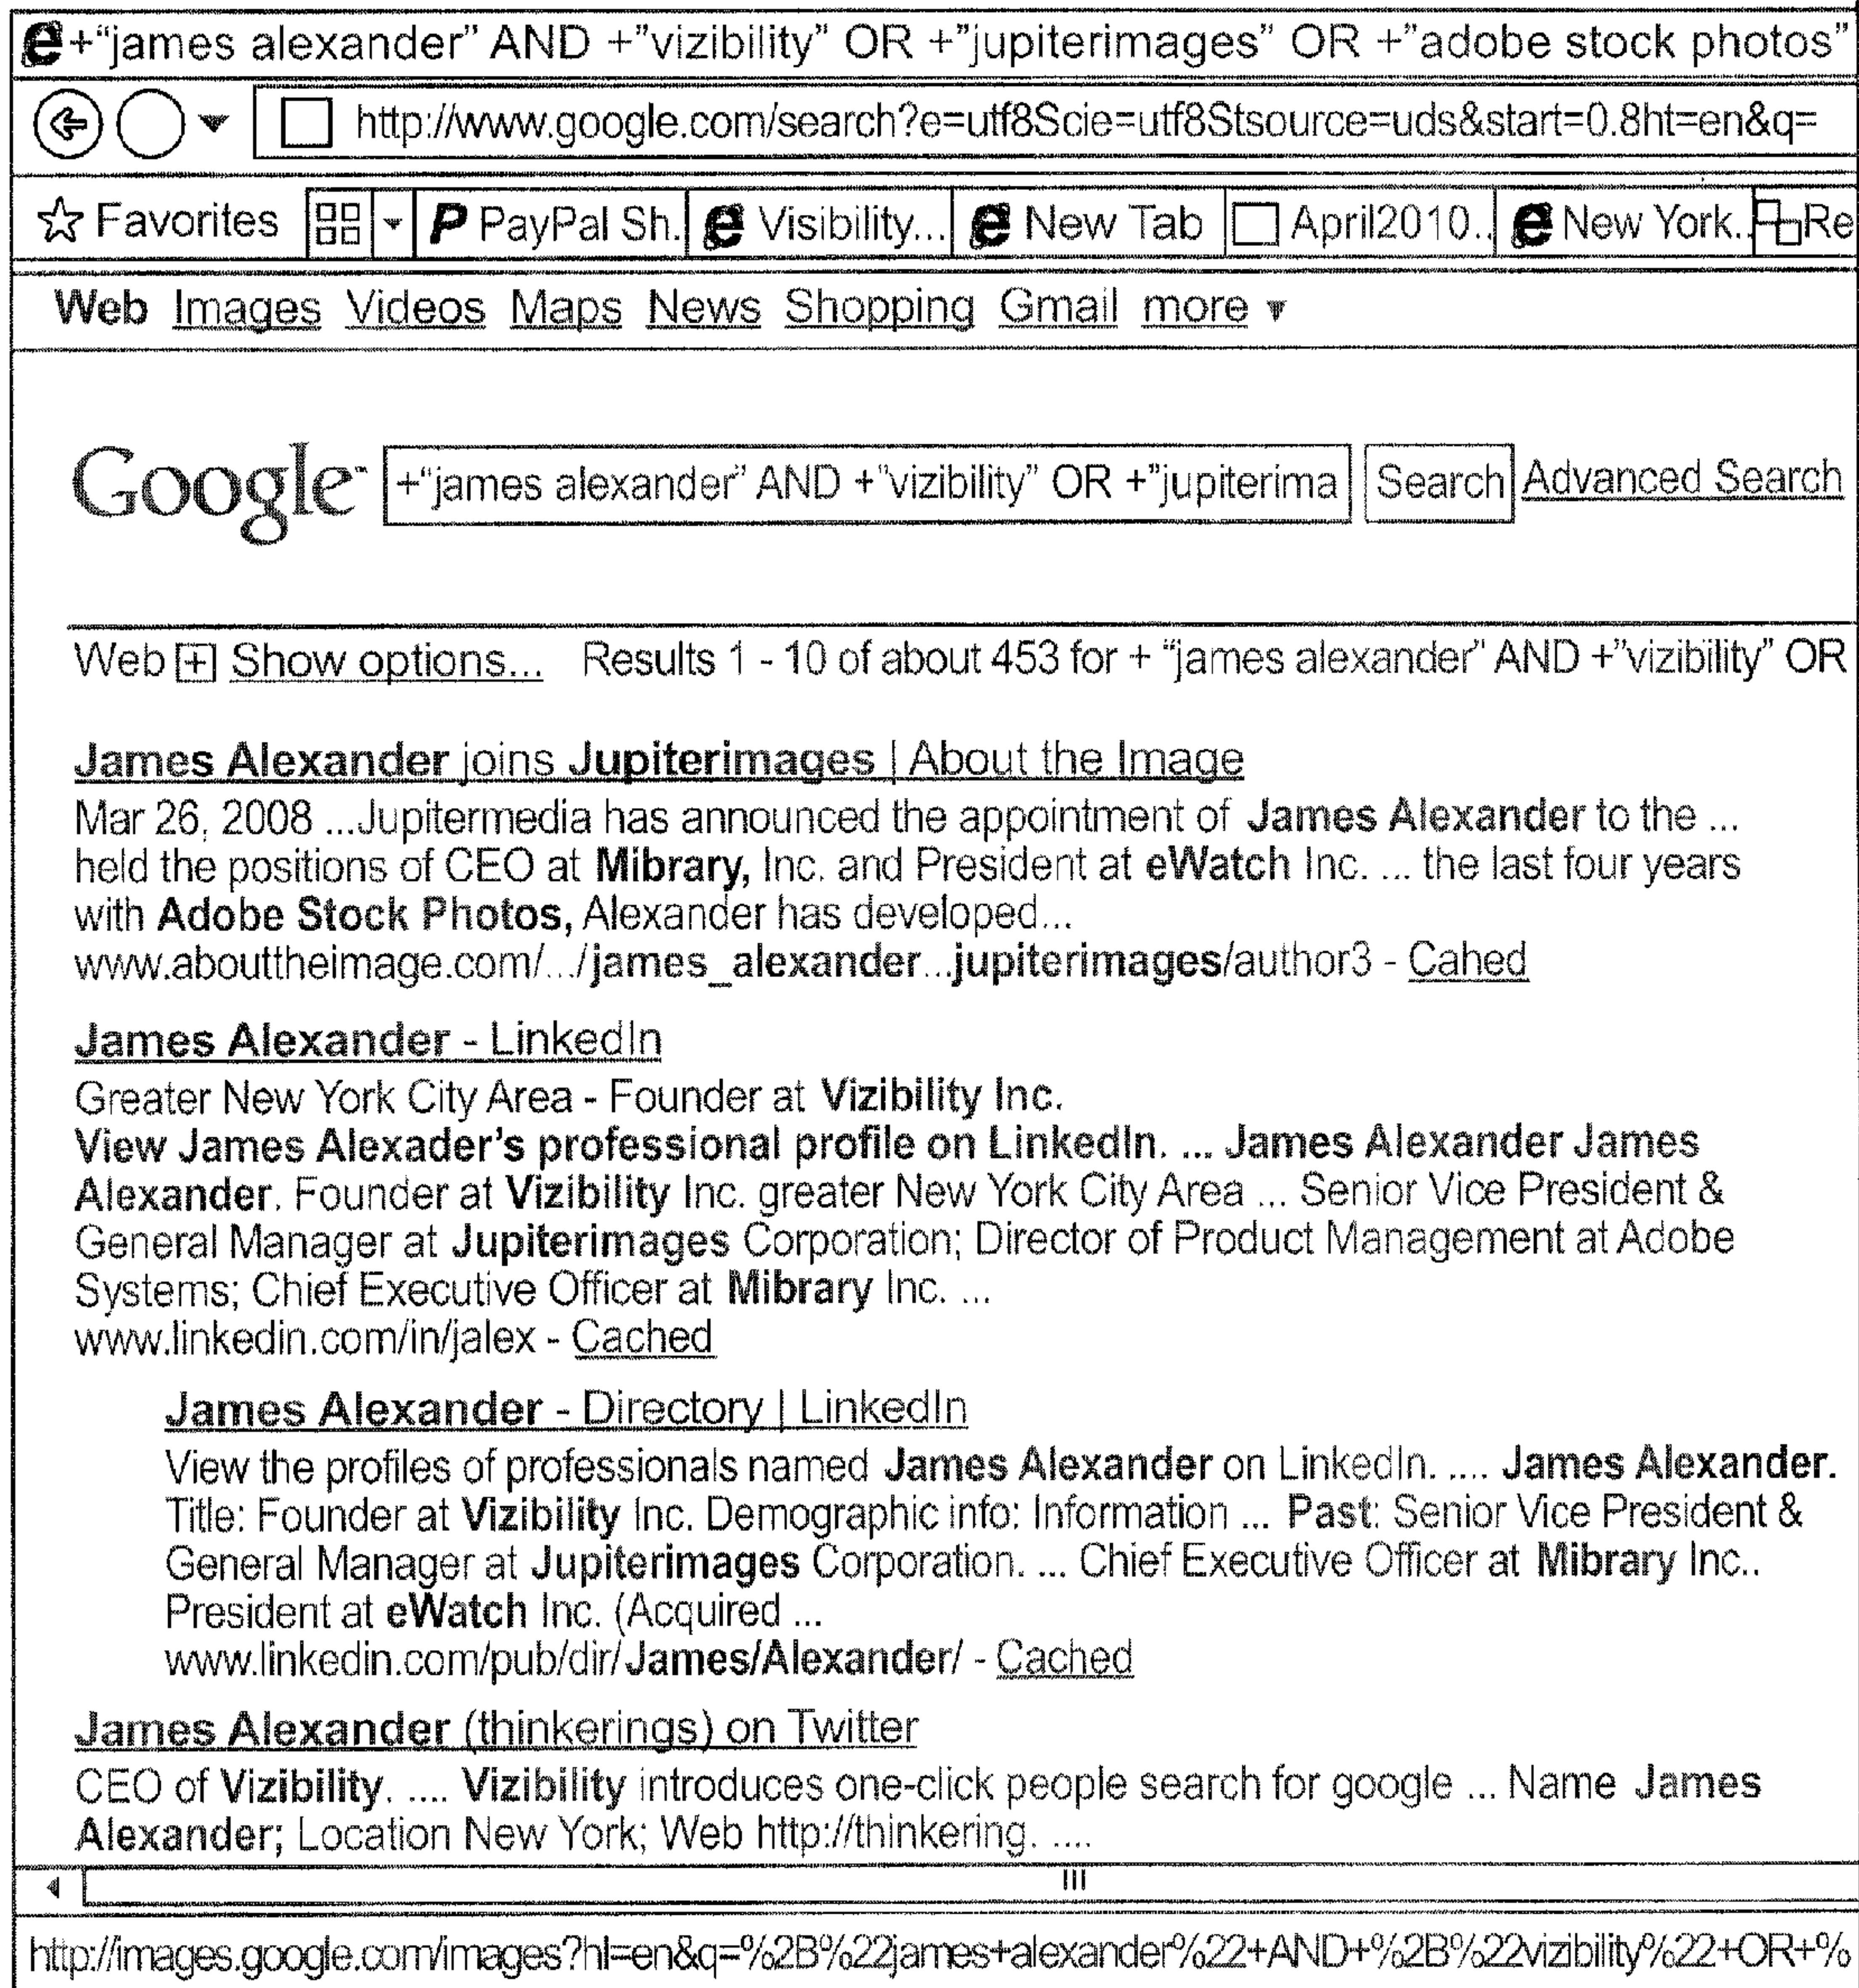 +“james alexander” AND +”vizibility” OR +”jupiterimages” OR +”adobe stock photos”
http://www.google.com/search?e=utf8Scie=utf8Stsource=uds&start=0.8ht=en&q=
Favorites P PayPal Sh. Visibility... New Tab April2010.. New York.. Re
Web Images Videos Maps News Shopping Gmail more
Google +“james alexander” AND +”vizibility” OR +”jupiterima Search Advanced Search
Web + Show options... Results 1 - 10 of about 453 for + “james alexander” AND +”vizibility” OR
James Alexander joins Jupiterimages | About the Image
Mar 26, 2008 ...Jupitermedia has announced the appointment of James Alexander to the ...
held the positions of CEO at Mibrary, Inc. and President at eWatch Inc. ... the last four years
with Adobe Stock Photos, Alexander has developed...
www.abouttheimage.com/.../james_alexander...jupiterimages/author3 - Cahed
James Alexander - LinkedIn
Greater New York City Area - Founder at Vizibility Inc.
View James Alexader’s professional profile on LinkedIn. ... James Alexander James
Alexander. Founder at Vizibility Inc. greater New York City Area ... Senior Vice President &
General Manager at Jupiterimages Corporation; Director of Product Management at Adobe
Systems; Chief Executive Officer at Mibrary Inc. ...
www.linkedin.com/in/jalex - Cached
James Alexander - Directory | LinkedIn
View the profiles of professionals named James Alexander on LinkedIn. .... James Alexander.
Title: Founder at Vizibility Inc. Demographic info: Information ... Past: Senior Vice President &
General Manager at Jupiterimages Corporation. ... Chief Executive Officer at Mibrary Inc..
President at eWatch Inc. (Acquired ...
www.linkedin.com/pub/dir/James/Alexander/ - Cached
James Alexander (thinkerings) on Twitter
CEO of Vizibility. .... Vizibility introduces one-click people search for google ... Name James
Alexander; Location New York; Web http://thinkering. ....
http://images.google.com/images?hl=en&q=%2B%22james+alexander%22+AND+%2B%22vizibility%22+OR+%